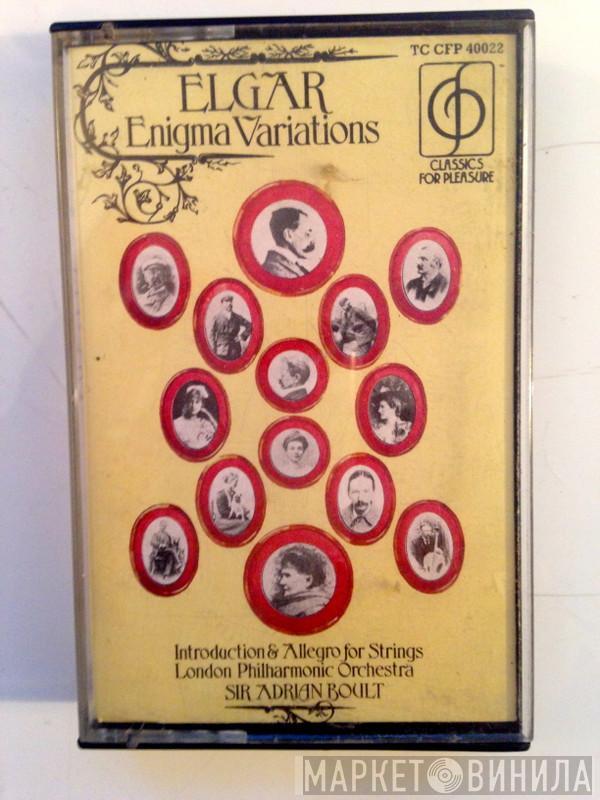 TC CFP 40022
ELGAR
Enigma Variations
CLASSICS
FOR PLEASURE
Introduction & Allegro for Strings
London Philharmonic Orchestra
SIR ADRIAN BOULT
МАРКЕТ ВИНИЛА